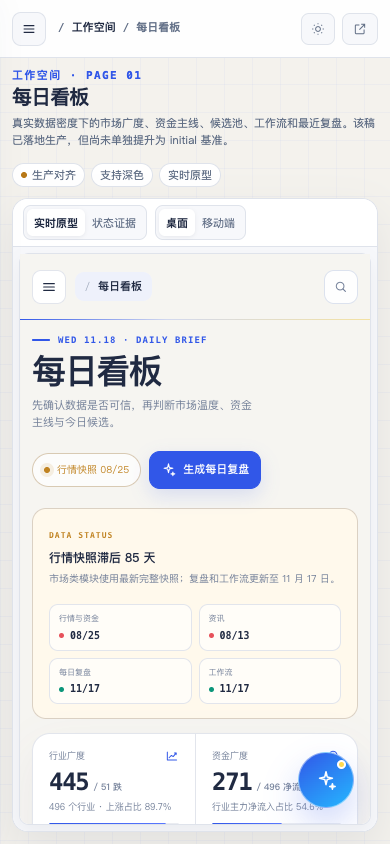 / 工作空间 / 每日看板
工作空间 · PAGE 01
每日看板
真实数据密度下的市场广度、资金主线、候选池、工作流和最近复盘。该稿
已落地生产，但尚未单独提升为 initial 基准。
生产对齐 支持深色 实时原型
实时原型 状态证据 桌面 移动端
/ 每日看板
WED 11.18 · DAILY BRIEF
每日看板
先确认数据是否可信，再判断市场温度、资金
主线与今日候选。
行情快照 08/25 生成每日复盘
DATA STATUS
行情快照滞后 85 天
市场类模块使用最新完整快照；复盘和工作流更新至 11 月 17 日。
行情与资金 资讯
08/25 08/13
每日复盘 工作流
11/17 11/17
行业广度 资金广度
445 / 51 跌 271 / 496 净流
496 个行业 · 上涨占比 89.7% 行业主力净流入占比 54.6%